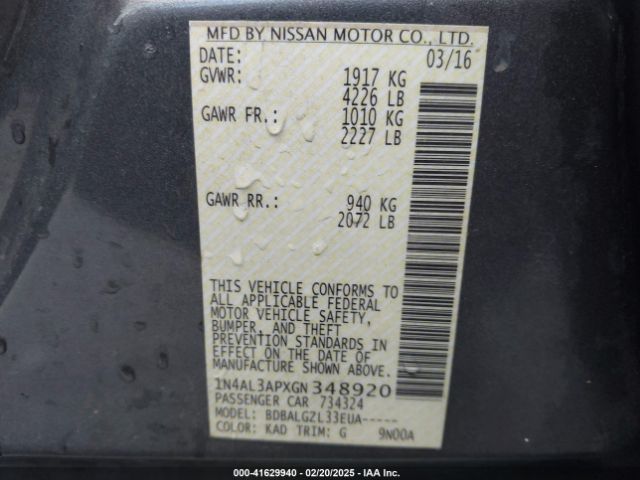 MFD BY NISSAN MOTOR CO., LTD.
DATE: 03/16
GVWR: 1917 KG
4226 LB
GAWR FR.: 1010 KG
2227 LB
GAWR RR.: 940 KG
2072 LB
THIS VEHICLE CONFORMS TO
ALL APPLICABLE FEDERAL
MOTOR VEHICLE SAFETY,
BUMPER, AND THEFT
PREVENTION STANDARDS IN
EFFECT ON THE DATE OF
MANUFACTURE SHOWN ABOVE.
1N4AL3APXGN348920
PASSENGER CAR 734324
MODEL: BDBALGZL33EUA-----
COLOR: KAD TRIM: G 9N00A
000-41629940 - 02/20/2025 - IAA Inc.